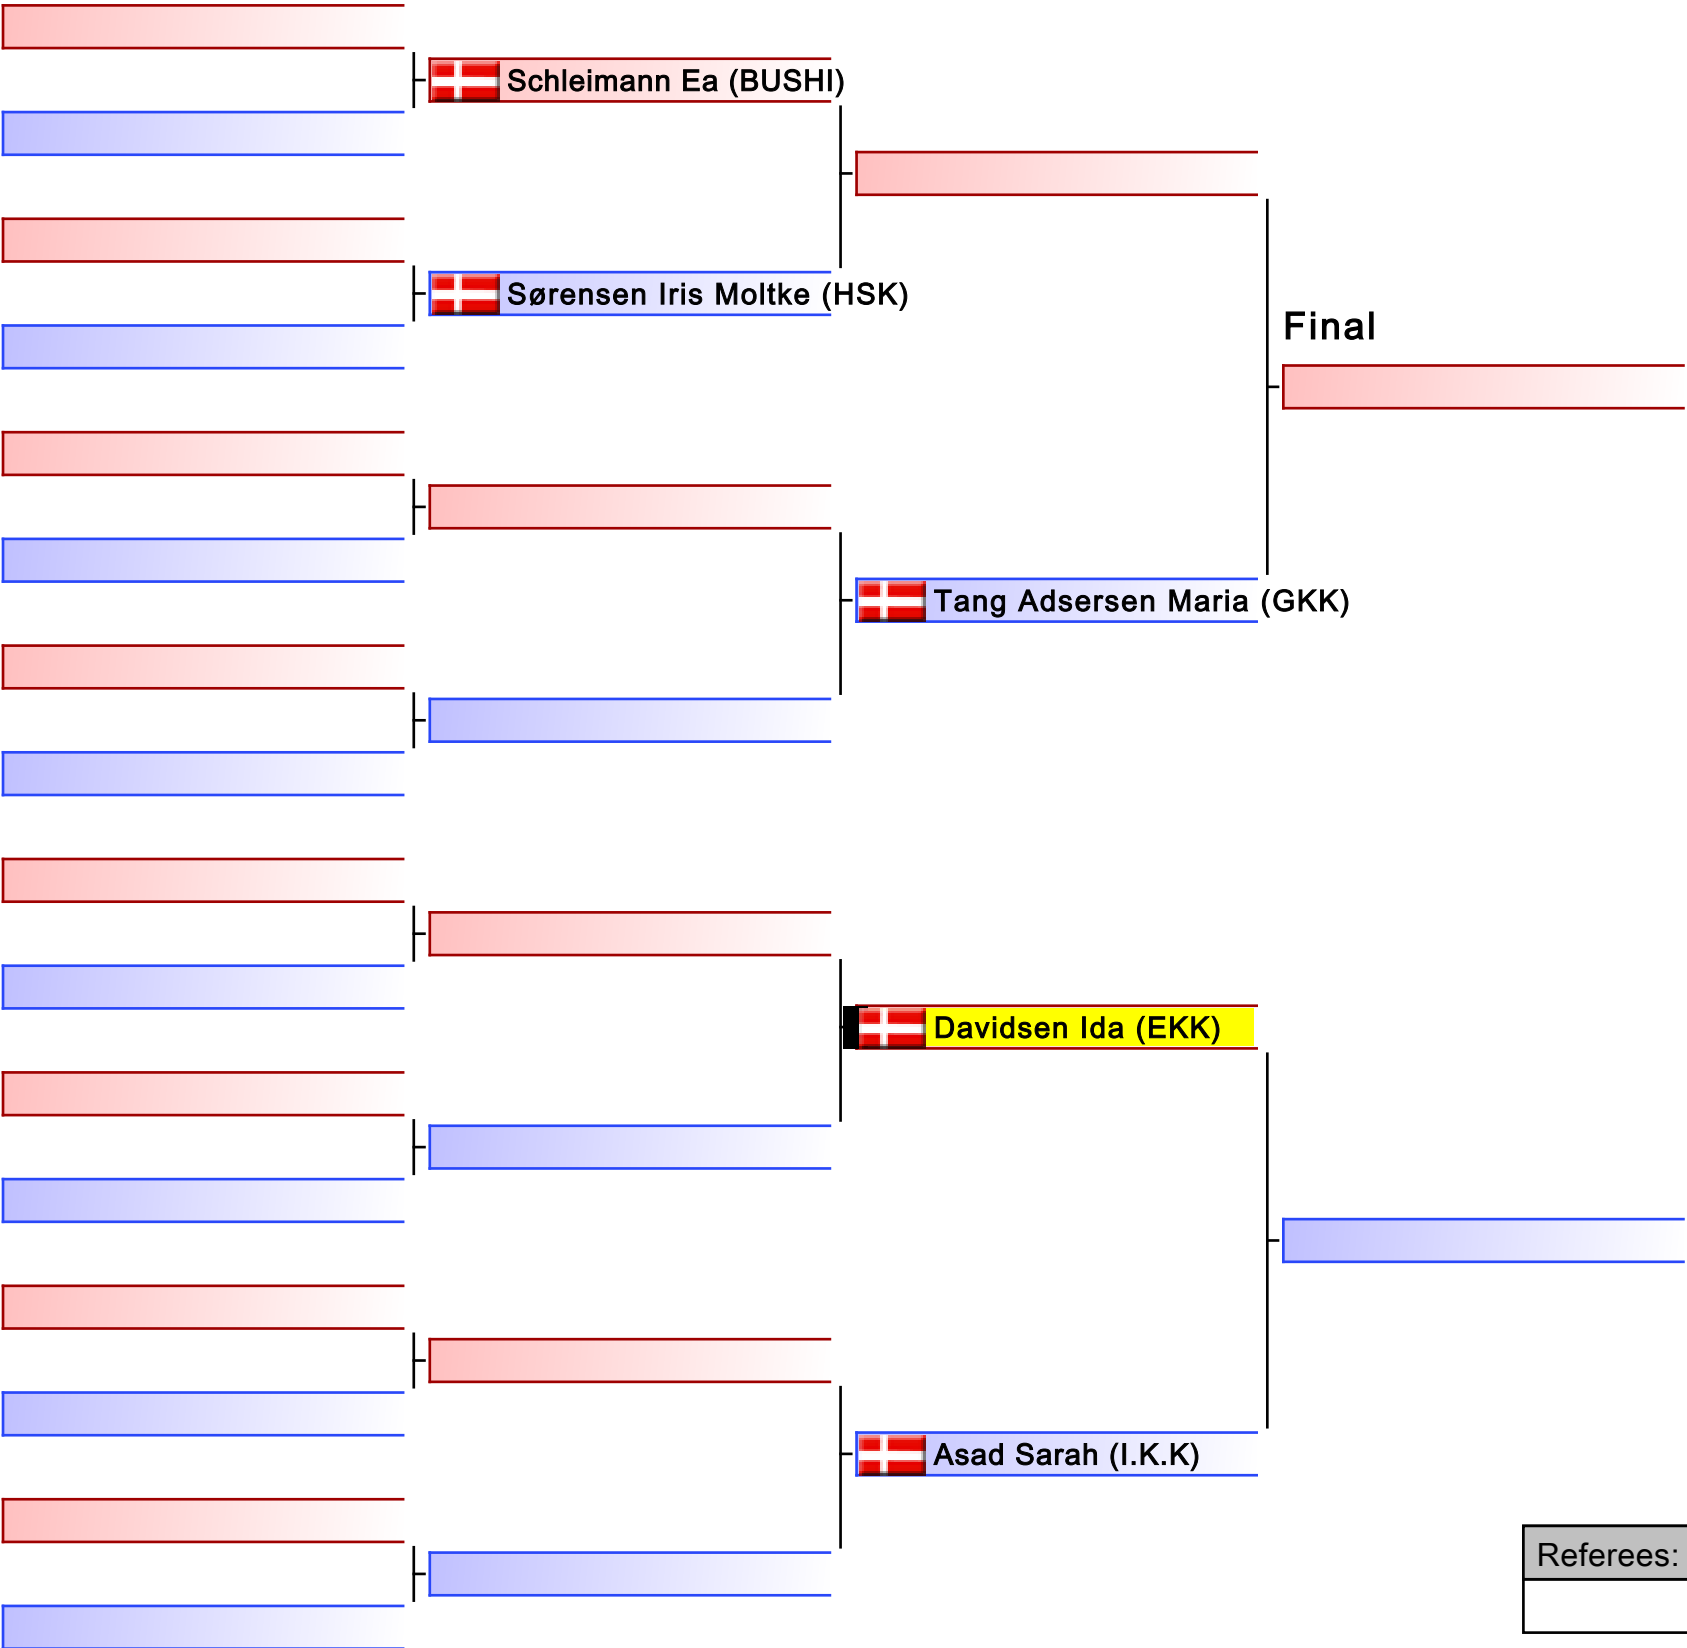 Schleimann Ea (BUSHI)
Sørensen Iris Moltke (HSK)
Final
Tang Adsersen Maria (GKK)
Davidsen Ida (EKK)
Asad Sarah (I.K.K)
Referees: